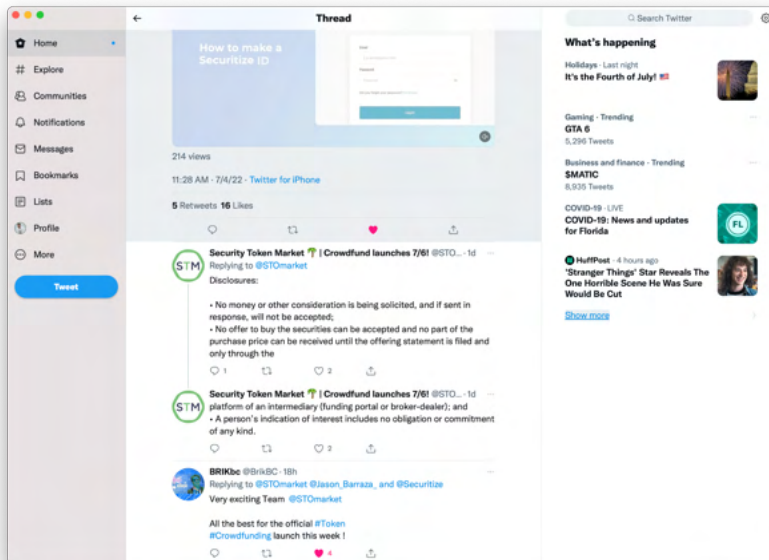 Thread
Search Twitter
Home
Explore
Communities
Notifications
Messages
Bookmarks
Lists
Profile
More
Tweet
How to make a
Securitize ID
214 views
11:28 AM · 7/4/22 · Twitter for iPhone
5 Retweets 16 Likes
STM
Security Token Market 🌴 | Crowdfund launches 7/6! @STO... · 1d
Replying to @STOmarket
Disclosures:
• No money or other consideration is being solicited, and if sent in
response, will not be accepted;
• No offer to buy the securities can be accepted and no part of the
purchase price can be received until the offering statement is filed and
only through the
1
2
STM
Security Token Market 🌴 | Crowdfund launches 7/6! @STO... · 1d
platform of an intermediary (funding portal or broker-dealer); and
• A person's indication of interest includes no obligation or commitment
of any kind.
2
BRIKbc @BrikBC · 18h
Replying to @STOmarket @Jason_Barraza_ and @Securitize
Very exciting Team @STOmarket
All the best for the official #Token
#Crowdfunding launch this week !
4
What's happening
Holidays · Last night
It's the Fourth of July! 🇺🇸
Gaming · Trending
GTA 6
5,296 Tweets
Business and finance · Trending
$MATIC
8,935 Tweets
COVID-19 · LIVE
COVID-19: News and updates
for Florida
FL
HuffPost · 4 hours ago
'Stranger Things' Star Reveals The
One Horrible Scene He Was Sure
Would Be Cut
Show more